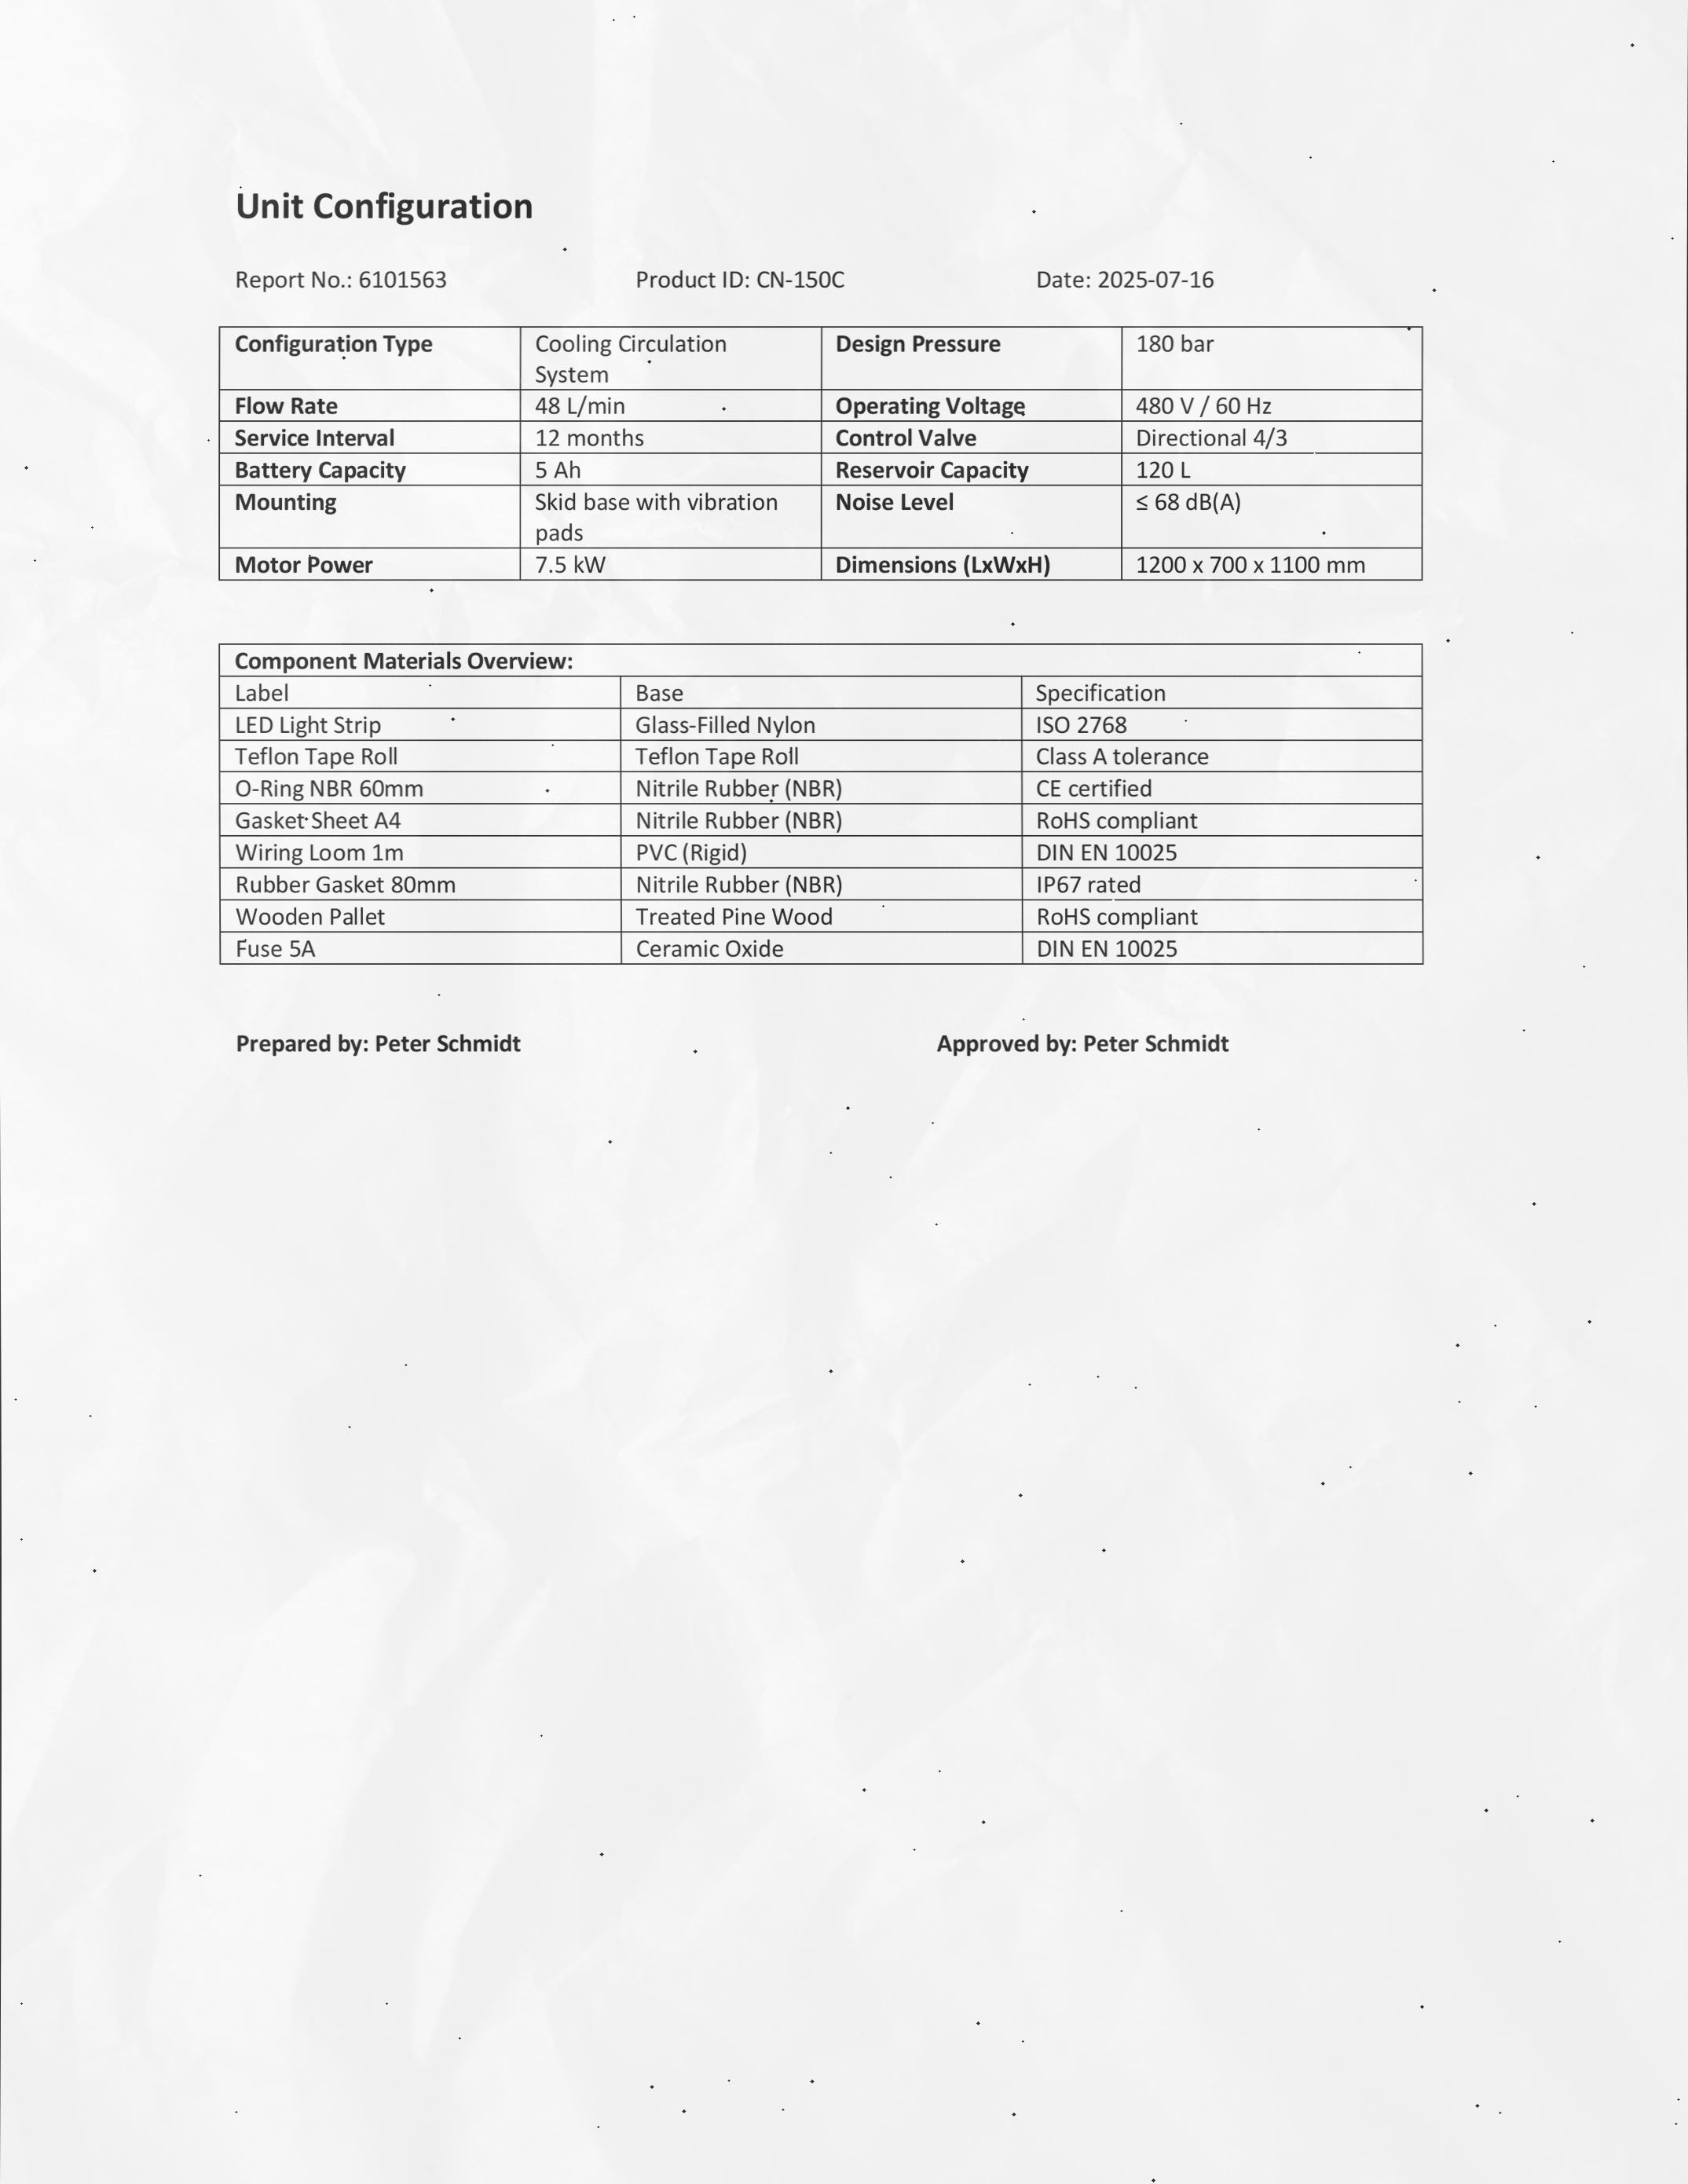 Unit Configuration
Report No.: 6101563 Product ID: CN-150C Date: 2025-07-16
Configuration Type Cooling Circulation System Design Pressure 180 bar
Flow Rate 48 L/min Operating Voltage 480 V / 60 Hz
Service Interval 12 months Control Valve Directional 4/3
Battery Capacity 5 Ah Reservoir Capacity 120 L
Mounting Skid base with vibration pads Noise Level ≤ 68 dB(A)
Motor Power 7.5 kW Dimensions (LxWxH) 1200 x 700 x 1100 mm
Component Materials Overview:
Label Base Specification
LED Light Strip Glass-Filled Nylon ISO 2768
Teflon Tape Roll Teflon Tape Roll Class A tolerance
O-Ring NBR 60mm Nitrile Rubber (NBR) CE certified
Gasket Sheet A4 Nitrile Rubber (NBR) RoHS compliant
Wiring Loom 1m PVC (Rigid) DIN EN 10025
Rubber Gasket 80mm Nitrile Rubber (NBR) IP67 rated
Wooden Pallet Treated Pine Wood RoHS compliant
Fuse 5A Ceramic Oxide DIN EN 10025
Prepared by: Peter Schmidt Approved by: Peter Schmidt